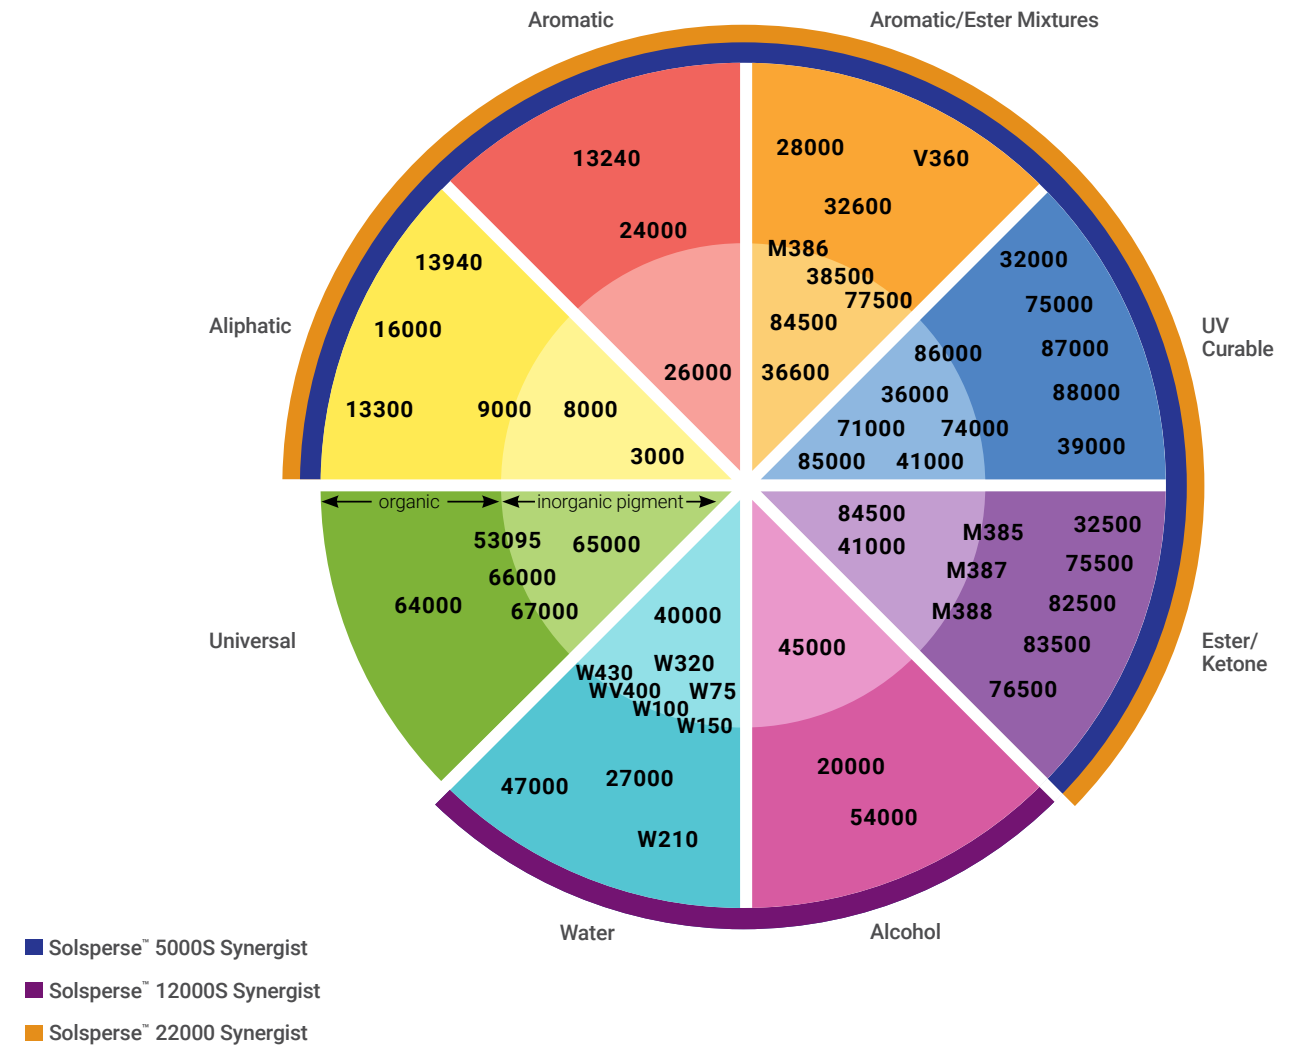 Aromatic
Aromatic/Ester Mixtures
13240
24000
26000
28000
V360
32600
M386
38500
77500
84500
36600
Aliphatic
13940
16000
13300
9000
8000
3000
UV
Curable
32000
75000
87000
88000
39000
86000
36000
71000
74000
85000
41000
organic
inorganic pigment
53095
65000
66000
64000
67000
Universal
84500
41000
M385
M387
M388
32500
75500
82500
83500
76500
Ester/
Ketone
40000
W320
W430
WV400
W75
W100
W150
47000
27000
W210
Water
45000
20000
54000
Alcohol
Solsperse™ 5000S Synergist
Solsperse™ 12000S Synergist
Solsperse™ 22000 Synergist